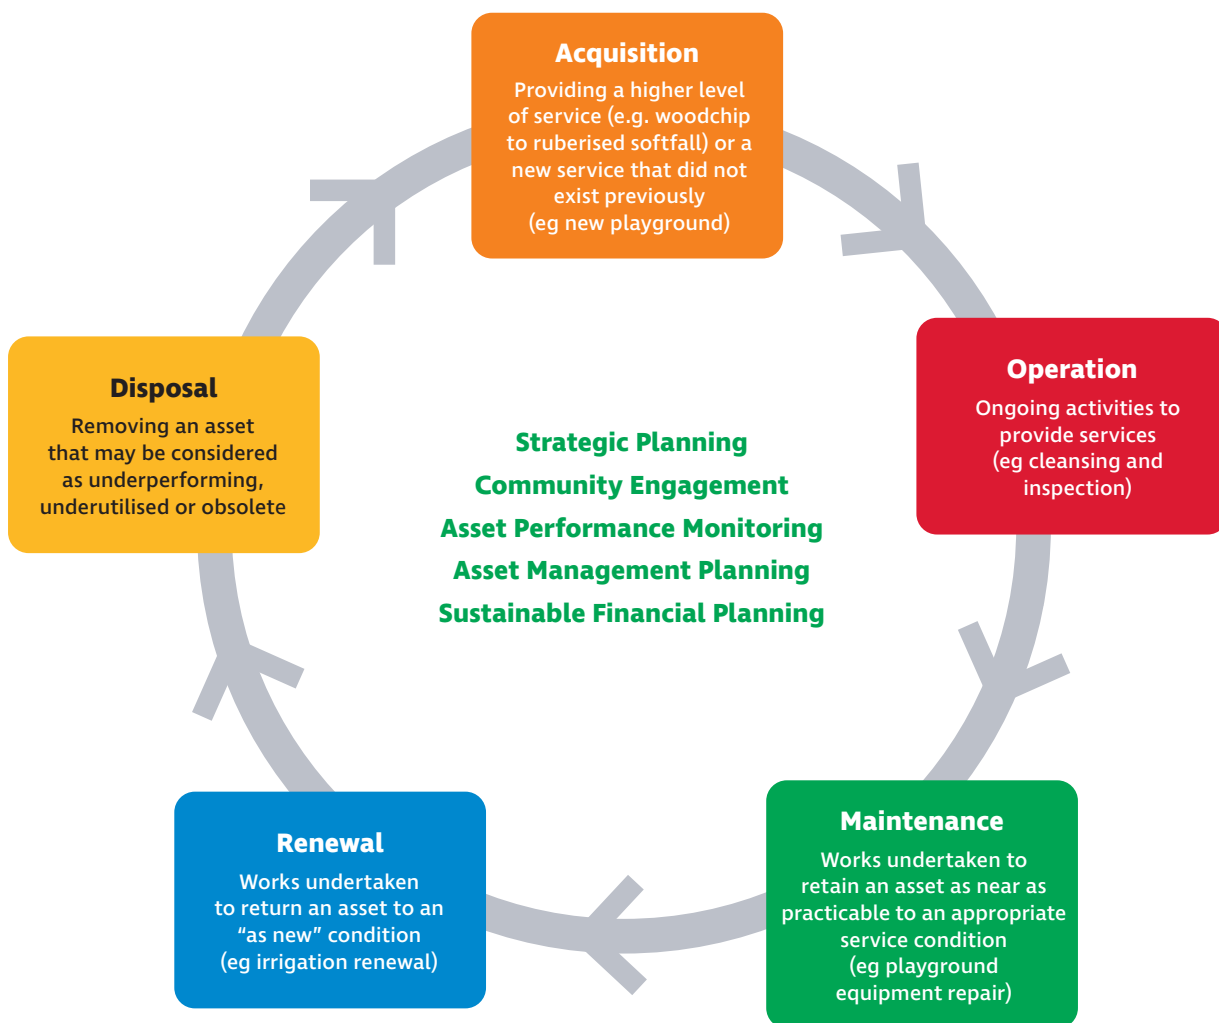 Acquisition
Providing a higher level
of service (e.g. woodchip
to ruberised softfall) or a
new service that did not
exist previously
(eg new playground)
Operation
Ongoing activities to
provide services
(eg cleansing and
inspection)
Disposal
Removing an asset
that may be considered
as underperforming,
underutilised or obsolete
Strategic Planning
Community Engagement
Asset Performance Monitoring
Asset Management Planning
Sustainable Financial Planning
Maintenance
Works undertaken to
retain an asset as near as
practicable to an appropriate
service condition
(eg playground
equipment repair)
Renewal
Works undertaken
to return an asset to an
“as new” condition
(eg irrigation renewal)